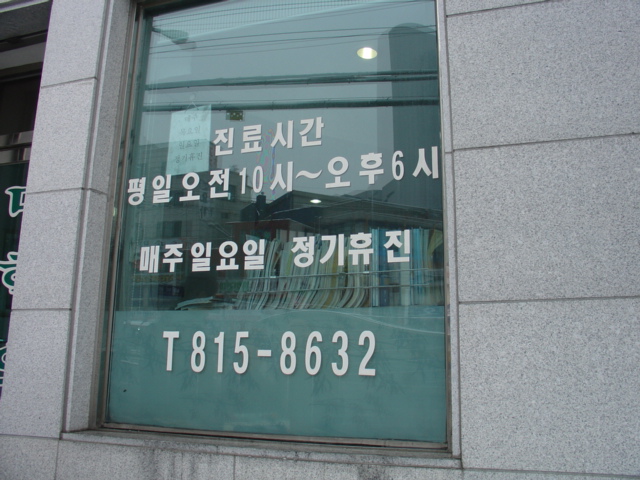 진료시간
평일오전10시~오후6시
매주일요일 정기휴진
T815-8632